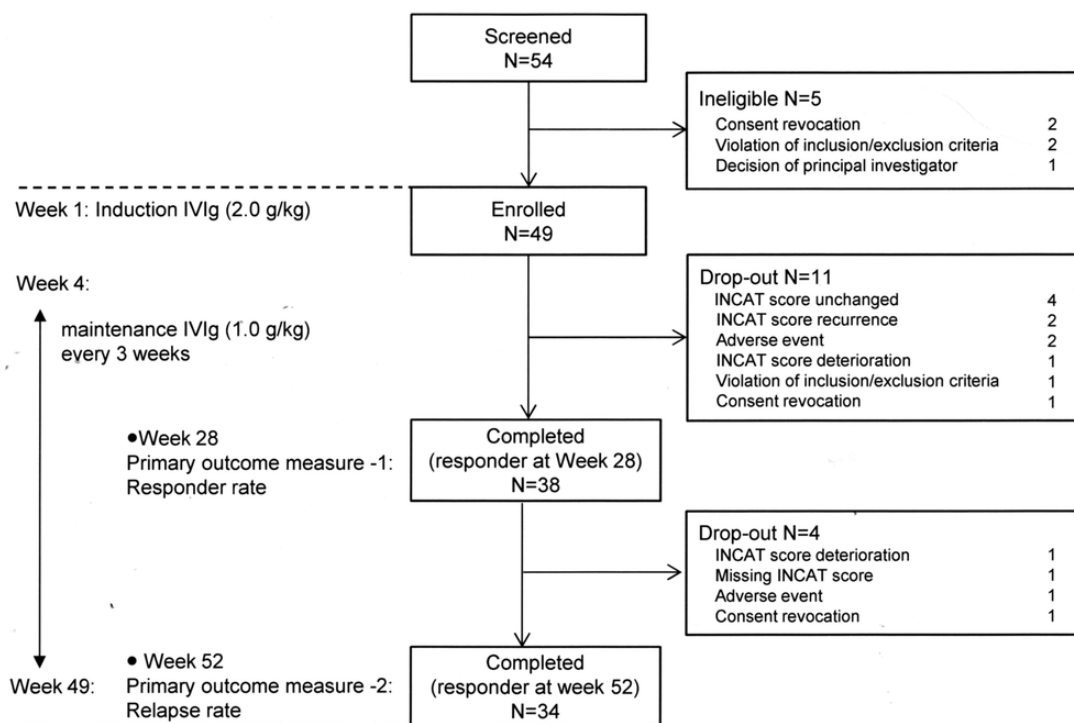 Screened
N=54
Ineligible N=5
Consent revocation 2
Violation of inclusion/exclusion criteria 2
Decision of principal investigator 1
Week 1: Induction IVIg (2.0 g/kg)
Enrolled
N=49
Week 4:
maintenance IVIg (1.0 g/kg)
every 3 weeks
Drop-out N=11
INCAT score unchanged 4
INCAT score recurrence 2
Adverse event 2
INCAT score deterioration 1
Violation of inclusion/exclusion criteria 1
Consent revocation 1
●Week 28
Primary outcome measure -1:
Responder rate
Completed
(responder at Week 28)
N=38
Drop-out N=4
INCAT score deterioration 1
Missing INCAT score 1
Adverse event 1
Consent revocation 1
Week 49:
● Week 52
Primary outcome measure -2:
Relapse rate
Completed
(responder at week 52)
N=34